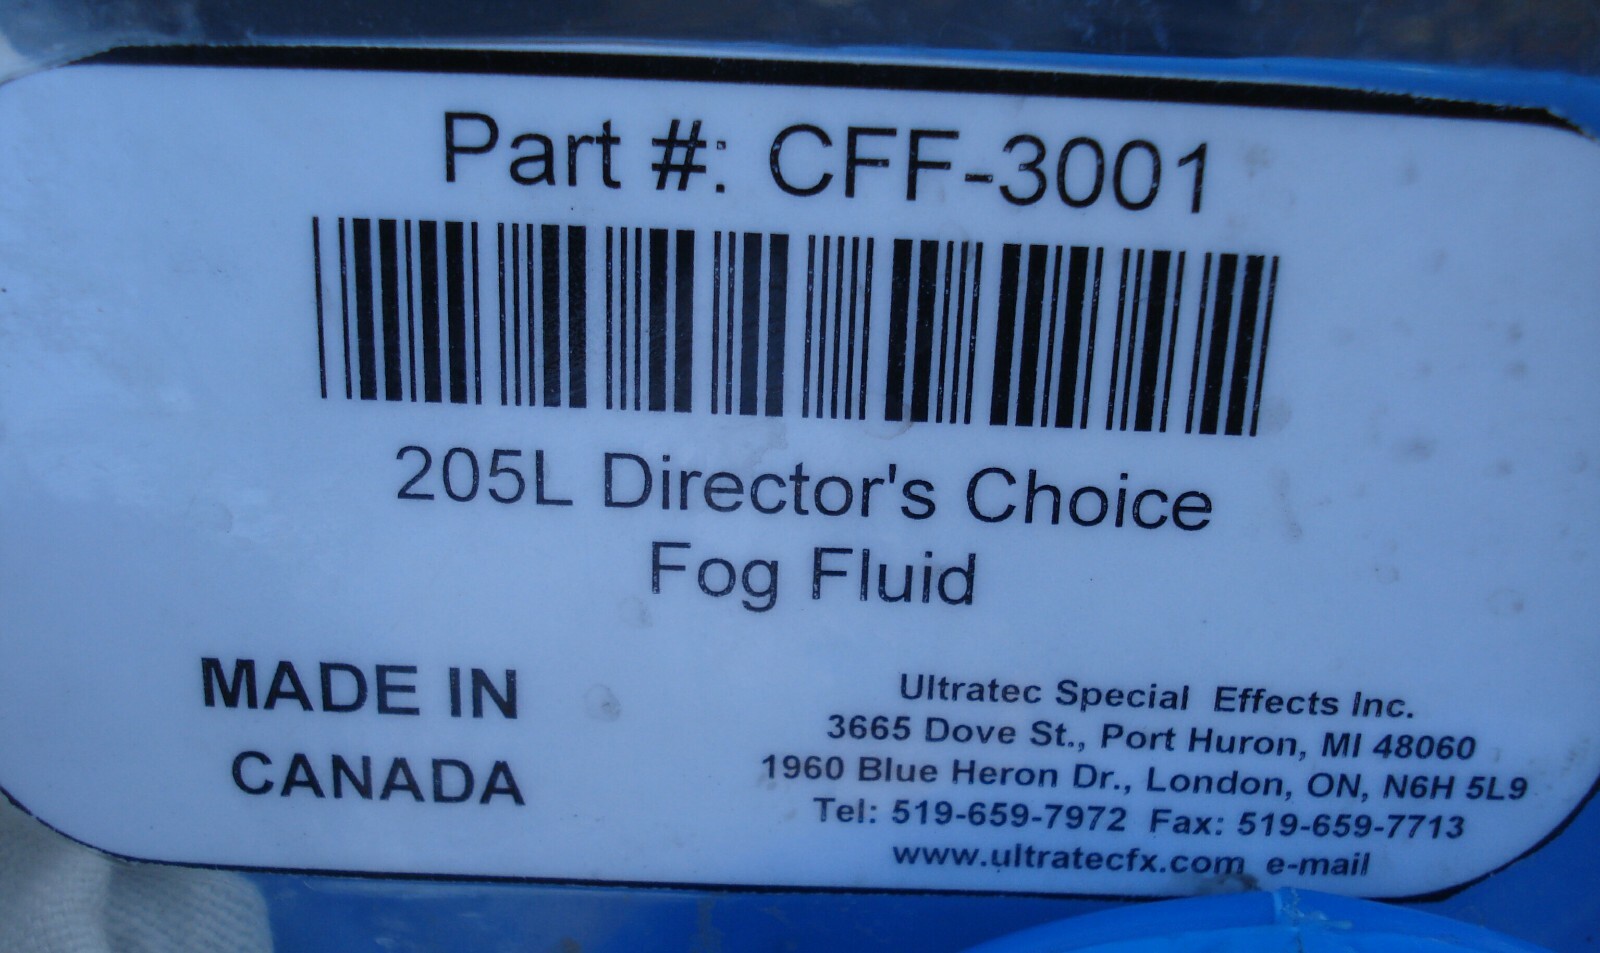 Part #: CFF-3001
205L Director's Choice
Fog Fluid
MADE IN
CANADA
Ultratec Special Effects Inc.
3665 Dove St., Port Huron, MI 48060
1960 Blue Heron Dr., London, ON, N6H 5L9
Tel: 519-659-7972 Fax: 519-659-7713
www.ultratecfx.com e-mail